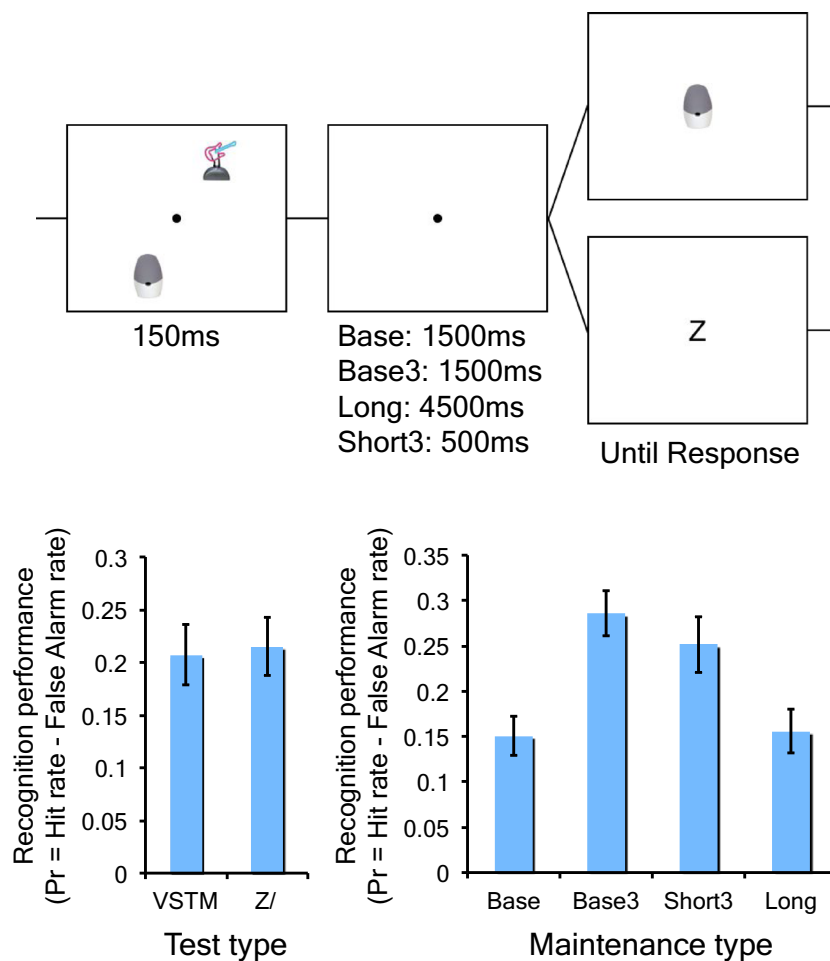 150ms
Base: 1500ms
Base3: 1500ms
Long: 4500ms
Short3: 500ms
Z
Until Response
Recognition performance
(Pr = Hit rate - False Alarm rate)
0.3
0.25
0.2
0.15
0.1
0.05
0
VSTM
Z/
Test type
Recognition performance
(Pr = Hit rate - False Alarm rate)
0.35
0.3
0.25
0.2
0.15
0.1
0.05
0
Base
Base3
Short3
Long
Maintenance type